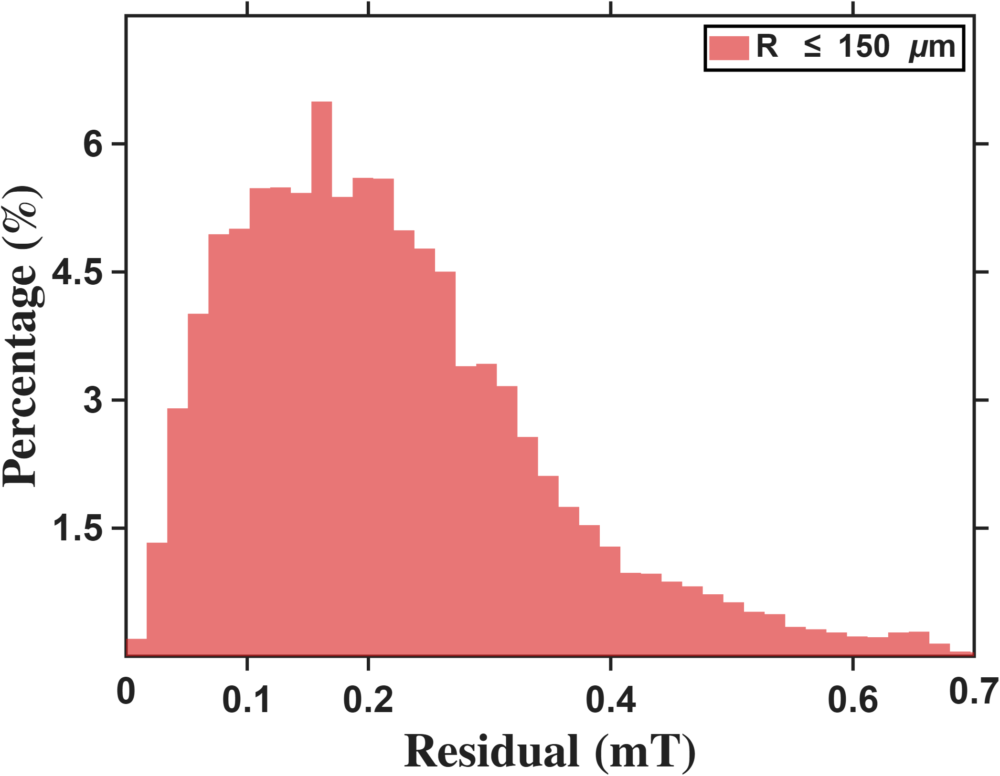 R ≤ 150 μm
Percentage (%)
6
4.5
3
1.5
0 0.1 0.2 0.4 0.6 0.7
Residual (mT)